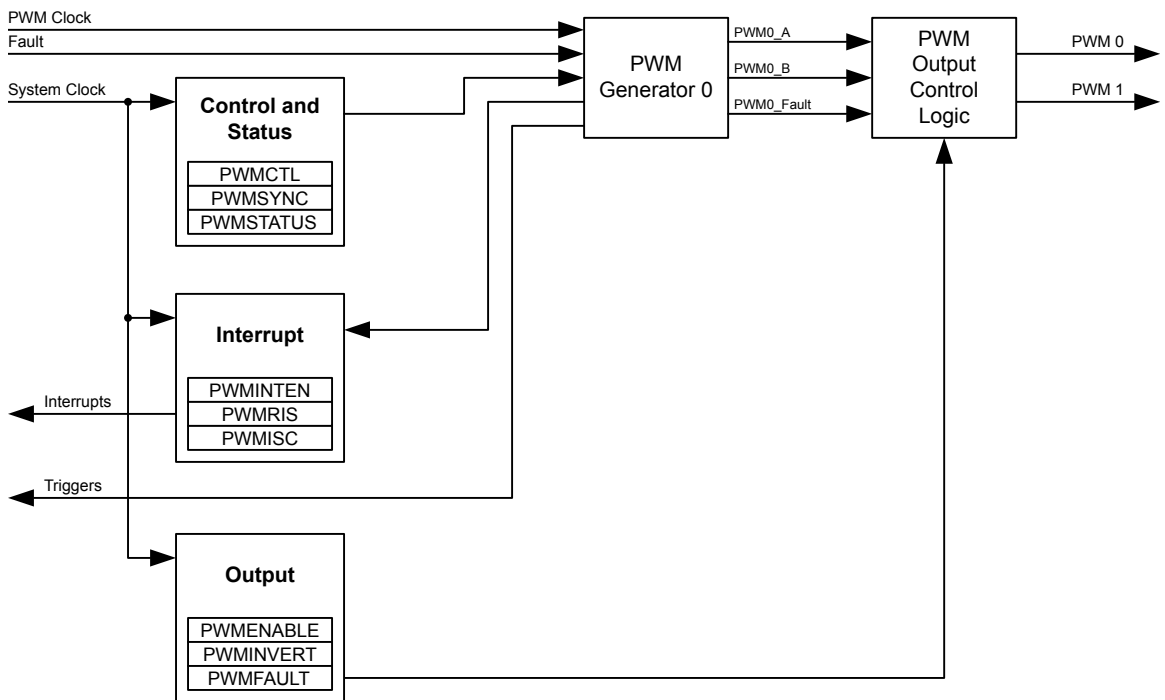 PWM Clock
Fault
System Clock
Control and
Status
PWMCTL
PWMSYNC
PWMSTATUS
PWM
Generator 0
PWM0_A
PWM0_B
PWM0_Fault
PWM
Output
Control
Logic
PWM 0
PWM 1
Interrupt
PWMINTEN
PWMRIS
PWMISC
Interrupts
Triggers
Output
PWMENABLE
PWMINVERT
PWMFAULT